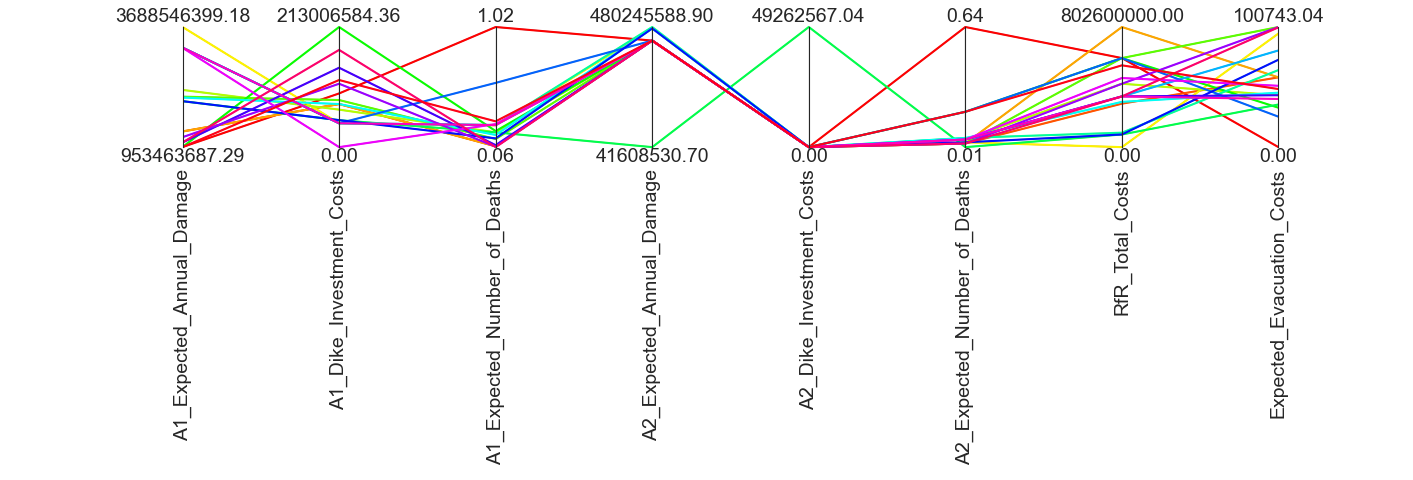 3688546399.18
213006584.36
1.02
480245588.90
49262567.04
0.64
802600000.00
100743.04
953463687.29
0.00
0.06
41608530.70
0.00
0.01
0.00
0.00
A1_Expected_Annual_Damage
A1_Dike_Investment_Costs
A1_Expected_Number_of_Deaths
A2_Expected_Annual_Damage
A2_Dike_Investment_Costs
A2_Expected_Number_of_Deaths
RfR_Total_Costs
Expected_Evacuation_Costs